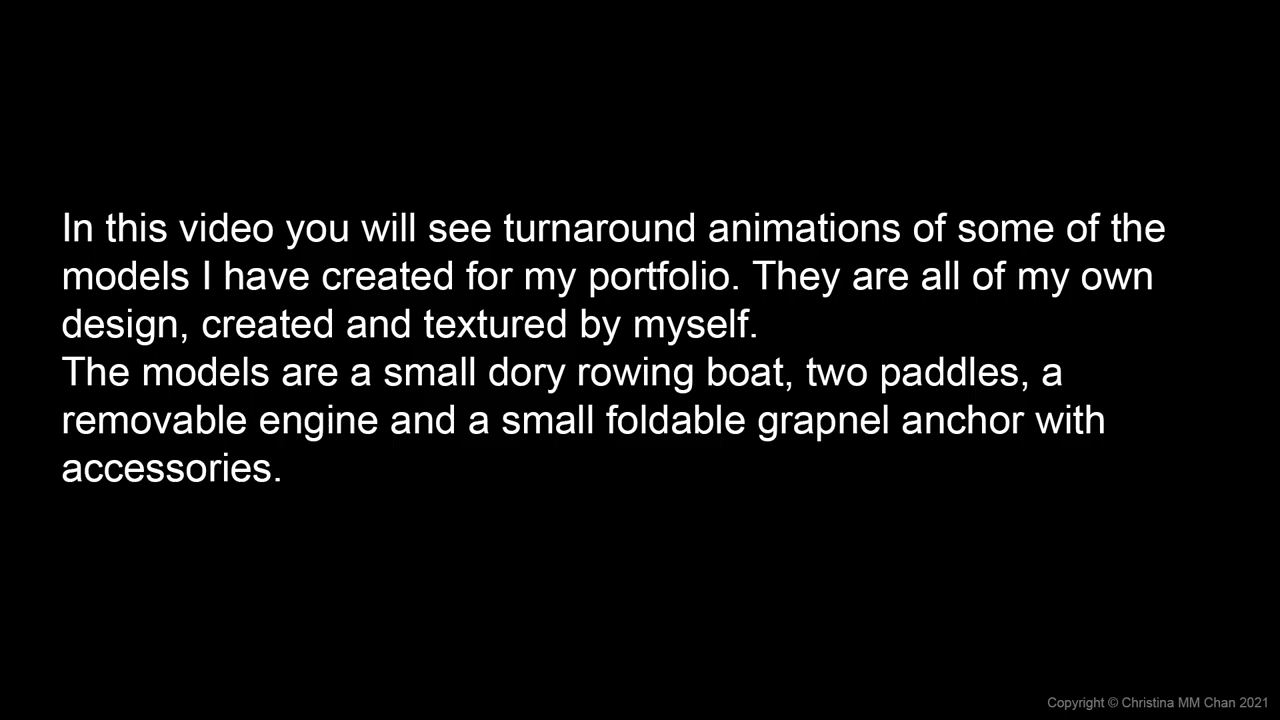 In this video you will see turnaround animations of some of the
models I have created for my portfolio. They are all of my own
design, created and textured by myself.
The models are a small dory rowing boat, two paddles, a
removable engine and a small foldable grapnel anchor with
accessories.
Copyright © Christina MM Chan 2021